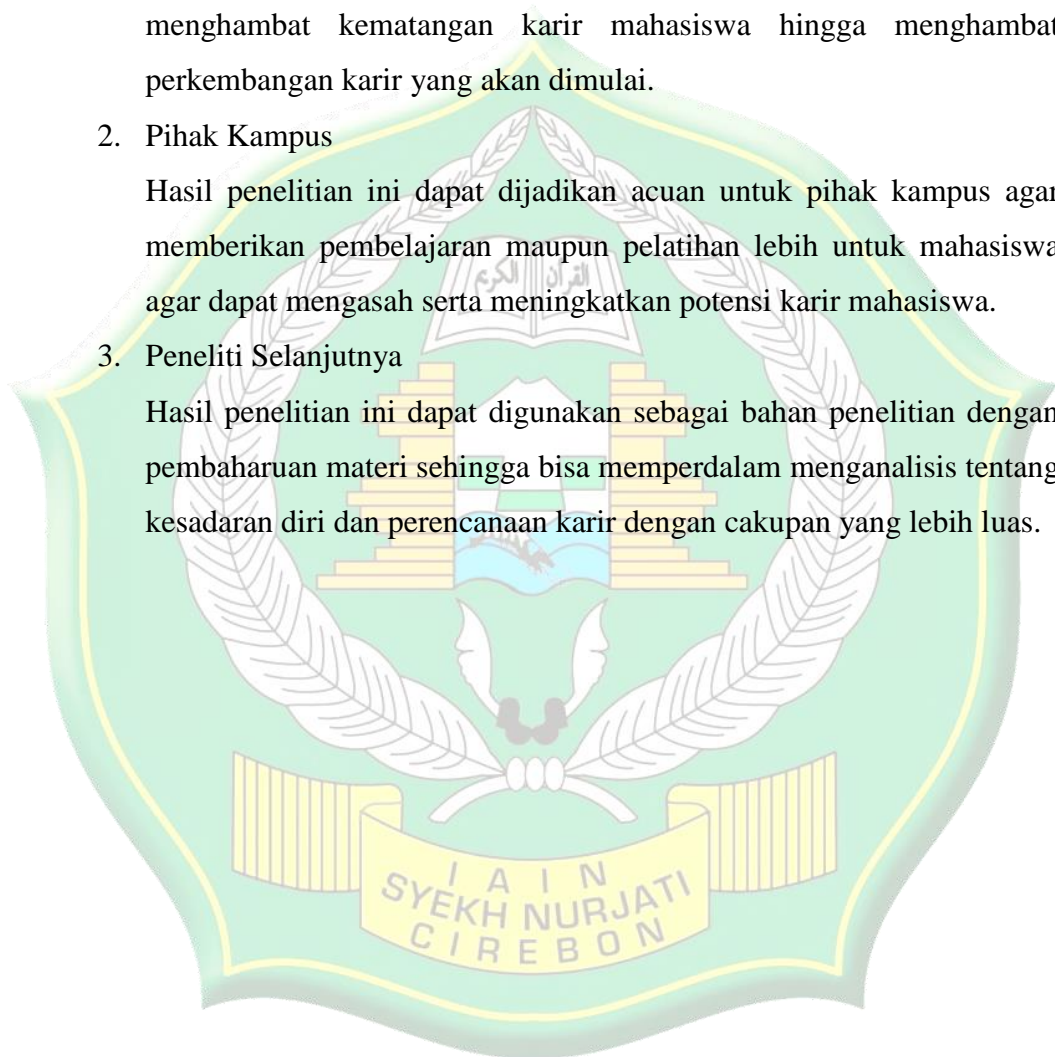 menghambat kematangan karir mahasiswa hingga menghambat
perkembangan karir yang akan dimulai.
2. Pihak Kampus
Hasil penelitian ini dapat dijadikan acuan untuk pihak kampus agar
memberikan pembelajaran maupun pelatihan lebih untuk mahasiswa
agar dapat mengasah serta meningkatkan potensi karir mahasiswa.
3. Peneliti Selanjutnya
Hasil penelitian ini dapat digunakan sebagai bahan penelitian dengan
pembaharuan materi sehingga bisa memperdalam menganalisis tentang
kesadaran diri dan perencanaan karir dengan cakupan yang lebih luas.
القرآن الكريم
IAIN
SYEKH NURJATI
CIREBON